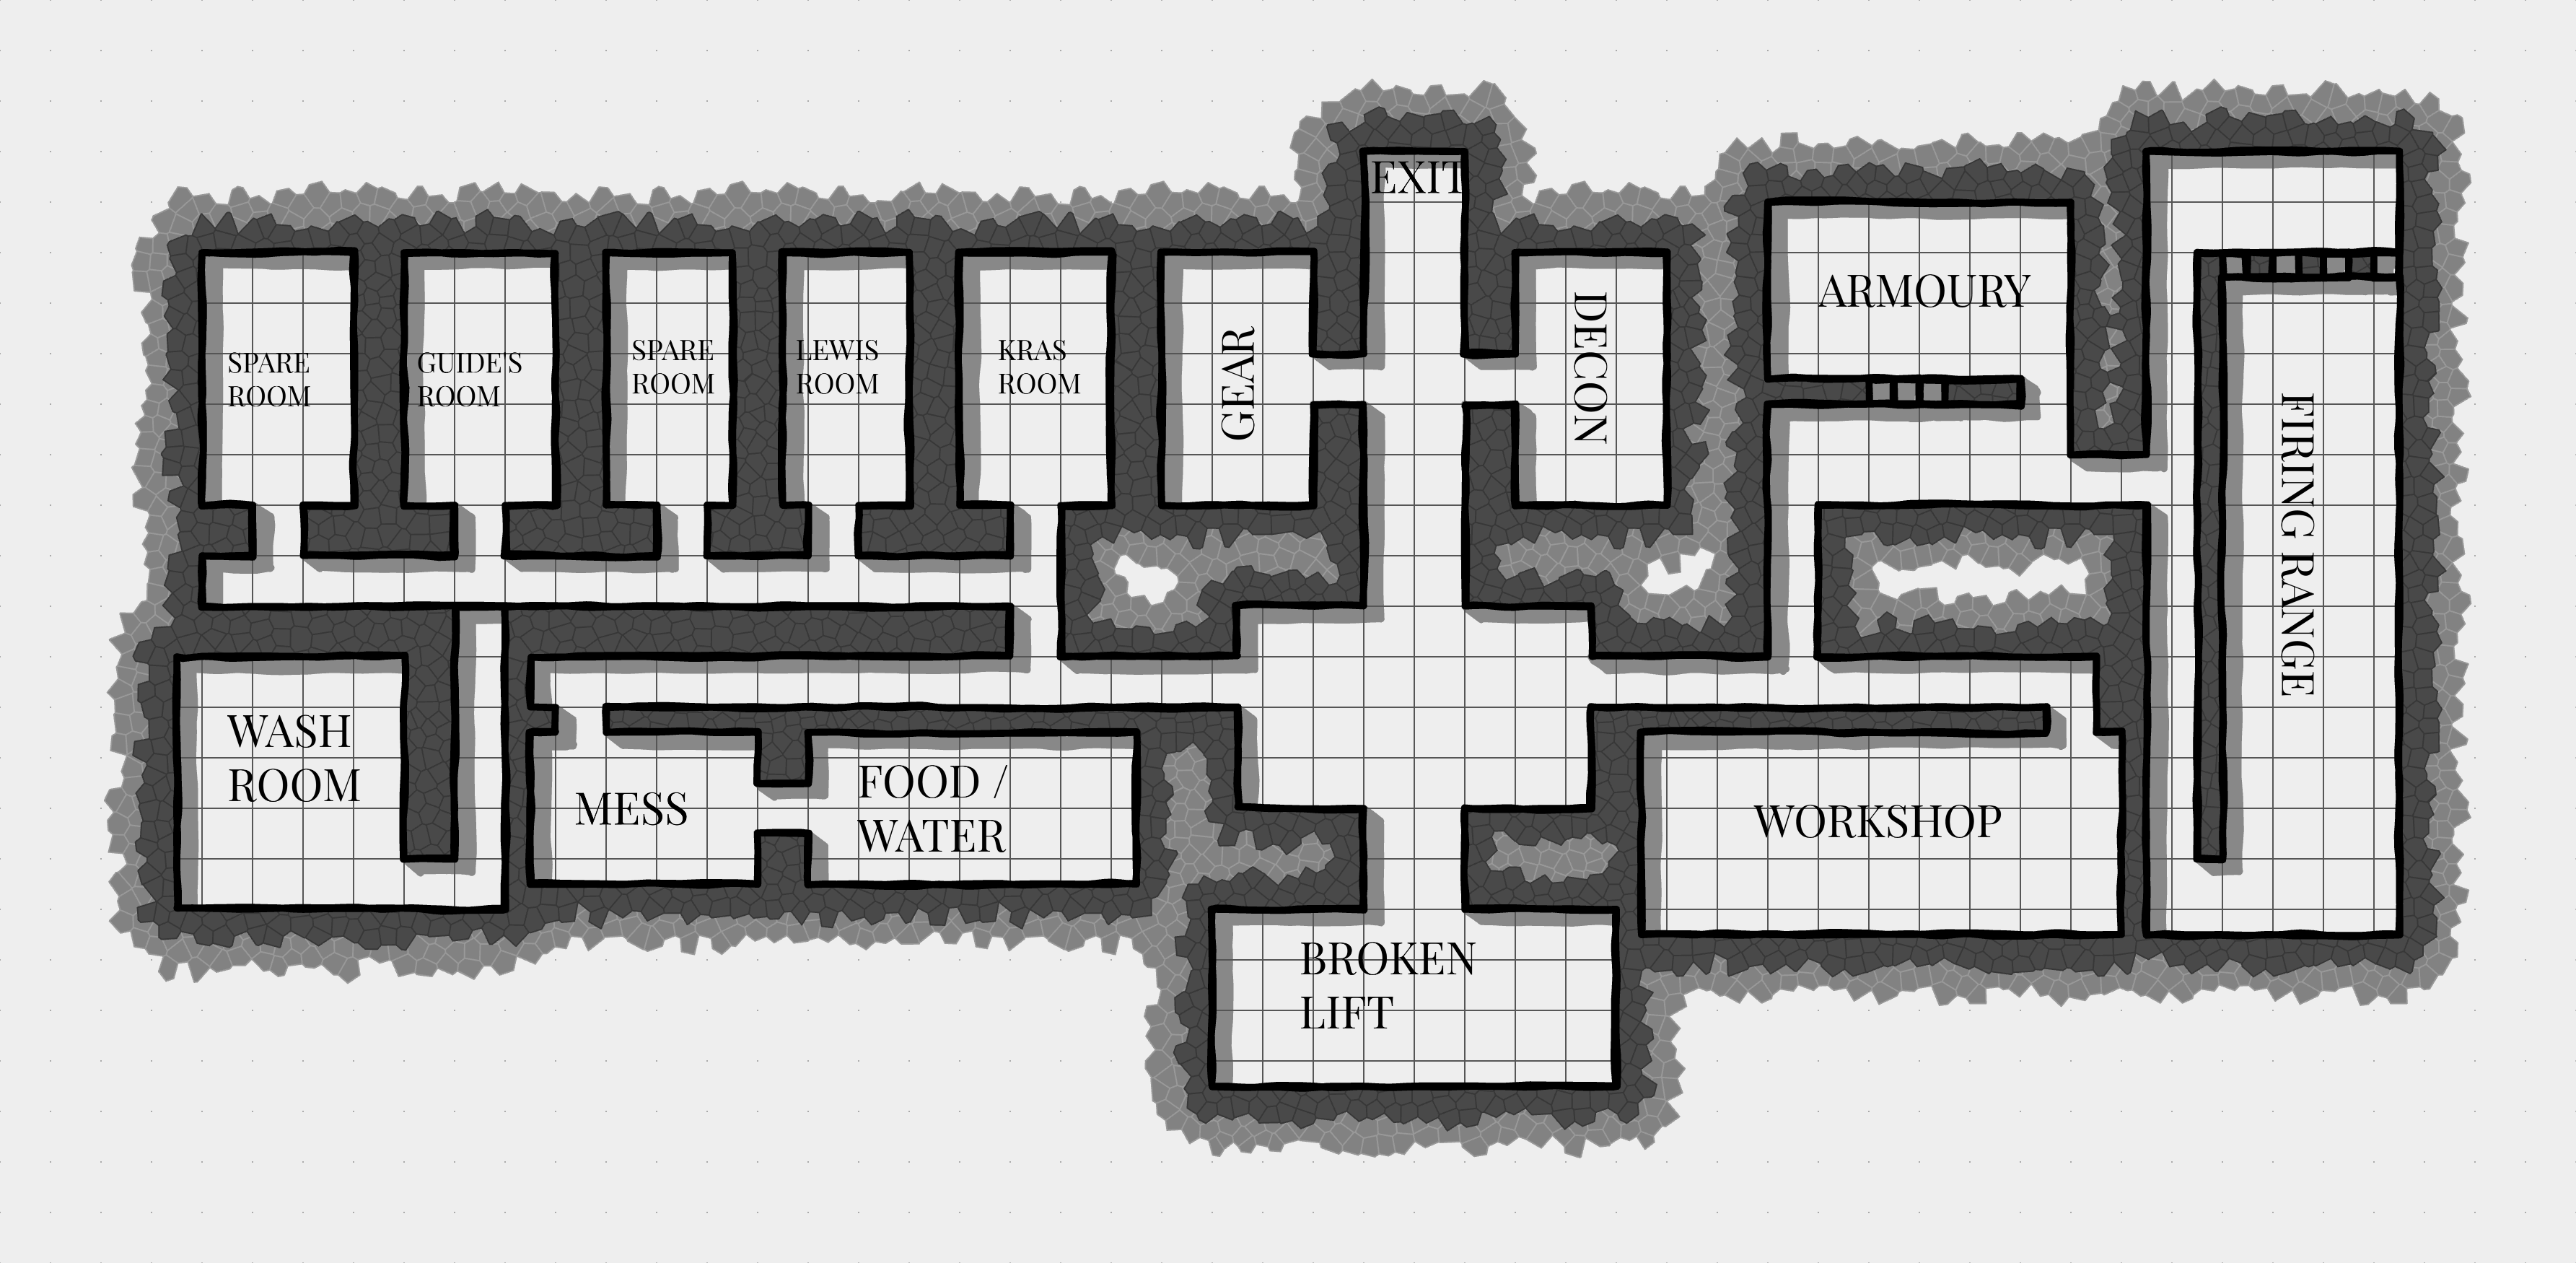 EXIT
SPARE
ROOM
GUIDE'S
ROOM
SPARE
ROOM
LEWIS
ROOM
KRAS
ROOM
GEAR
DECON
ARMOURY
FIRING RANGE
WASH
ROOM
MESS
FOOD /
WATER
WORKSHOP
BROKEN
LIFT